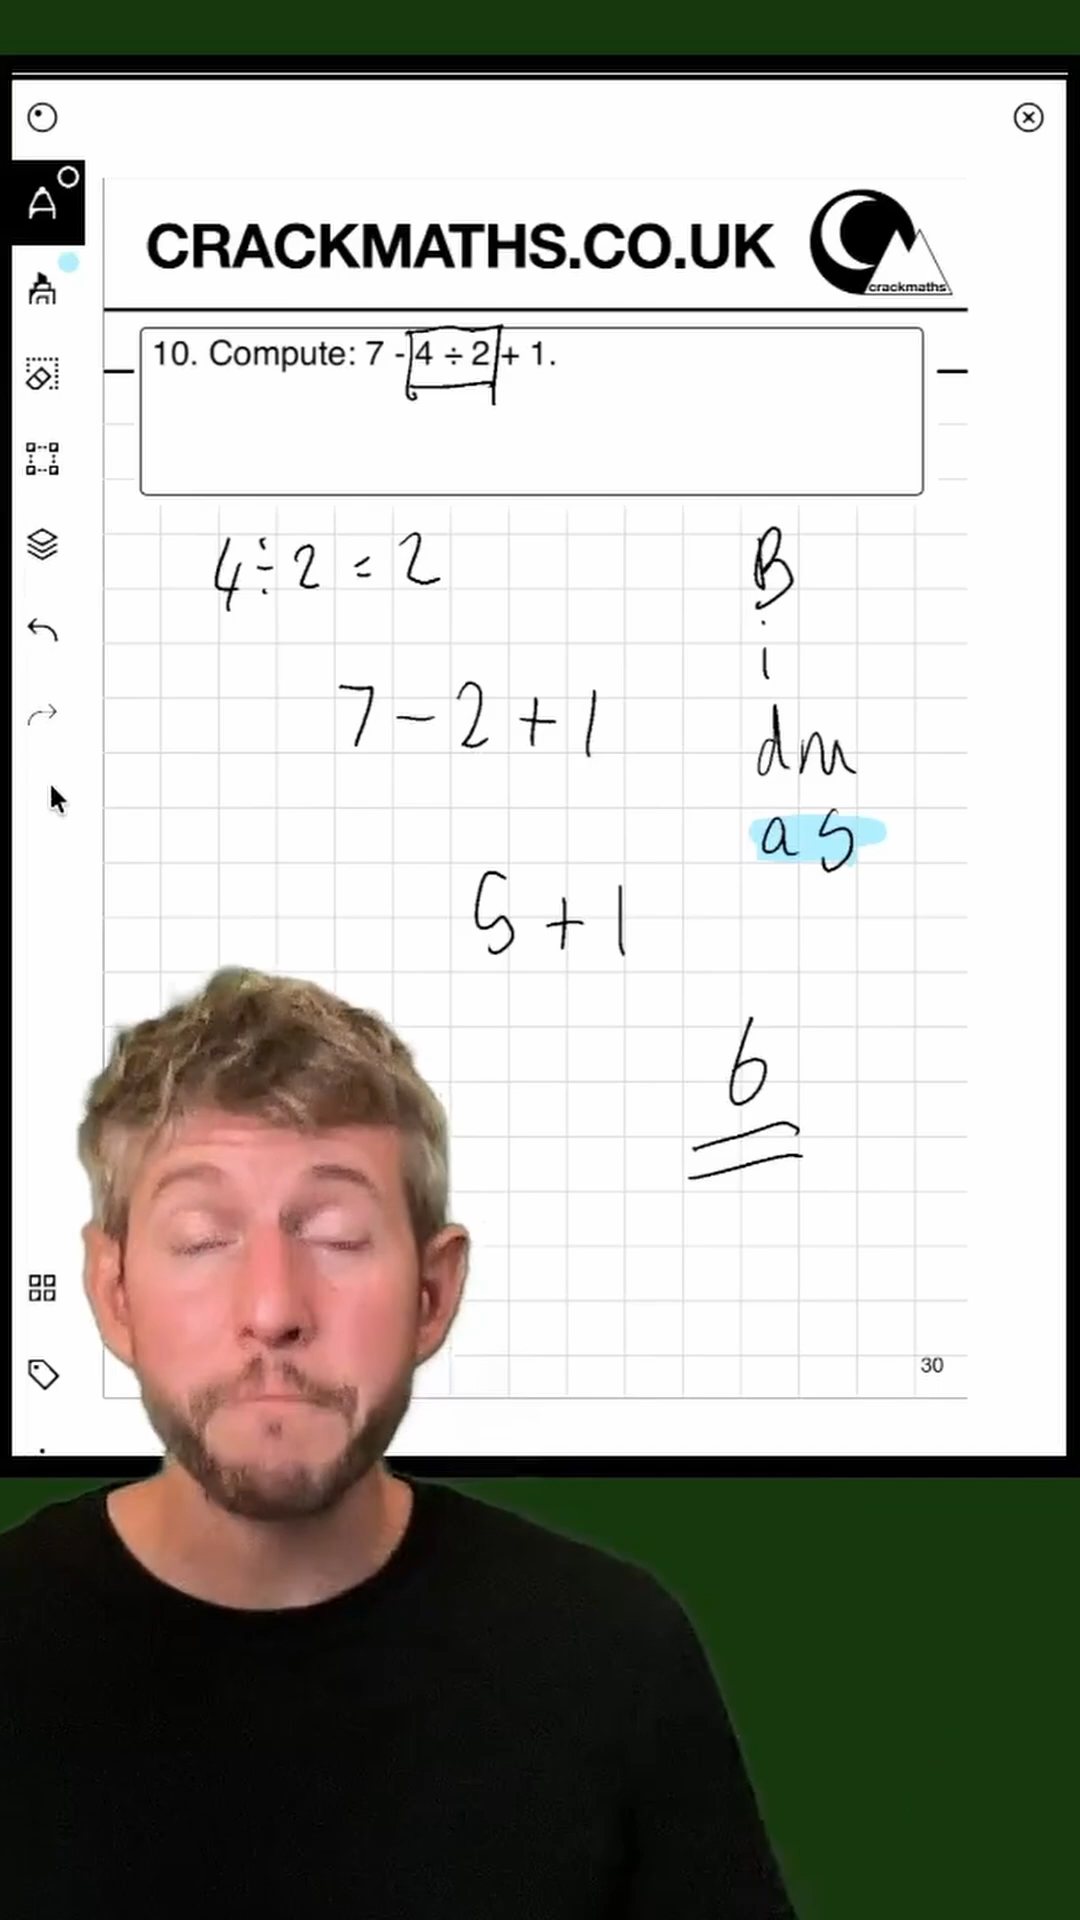 CRACKMATHS.CO.UK
crackmaths
10. Compute: 7 - 4 ÷ 2 + 1.
4 ÷ 2 = 2
B
i
7 - 2 + 1
dm
as
5 + 1
6
30